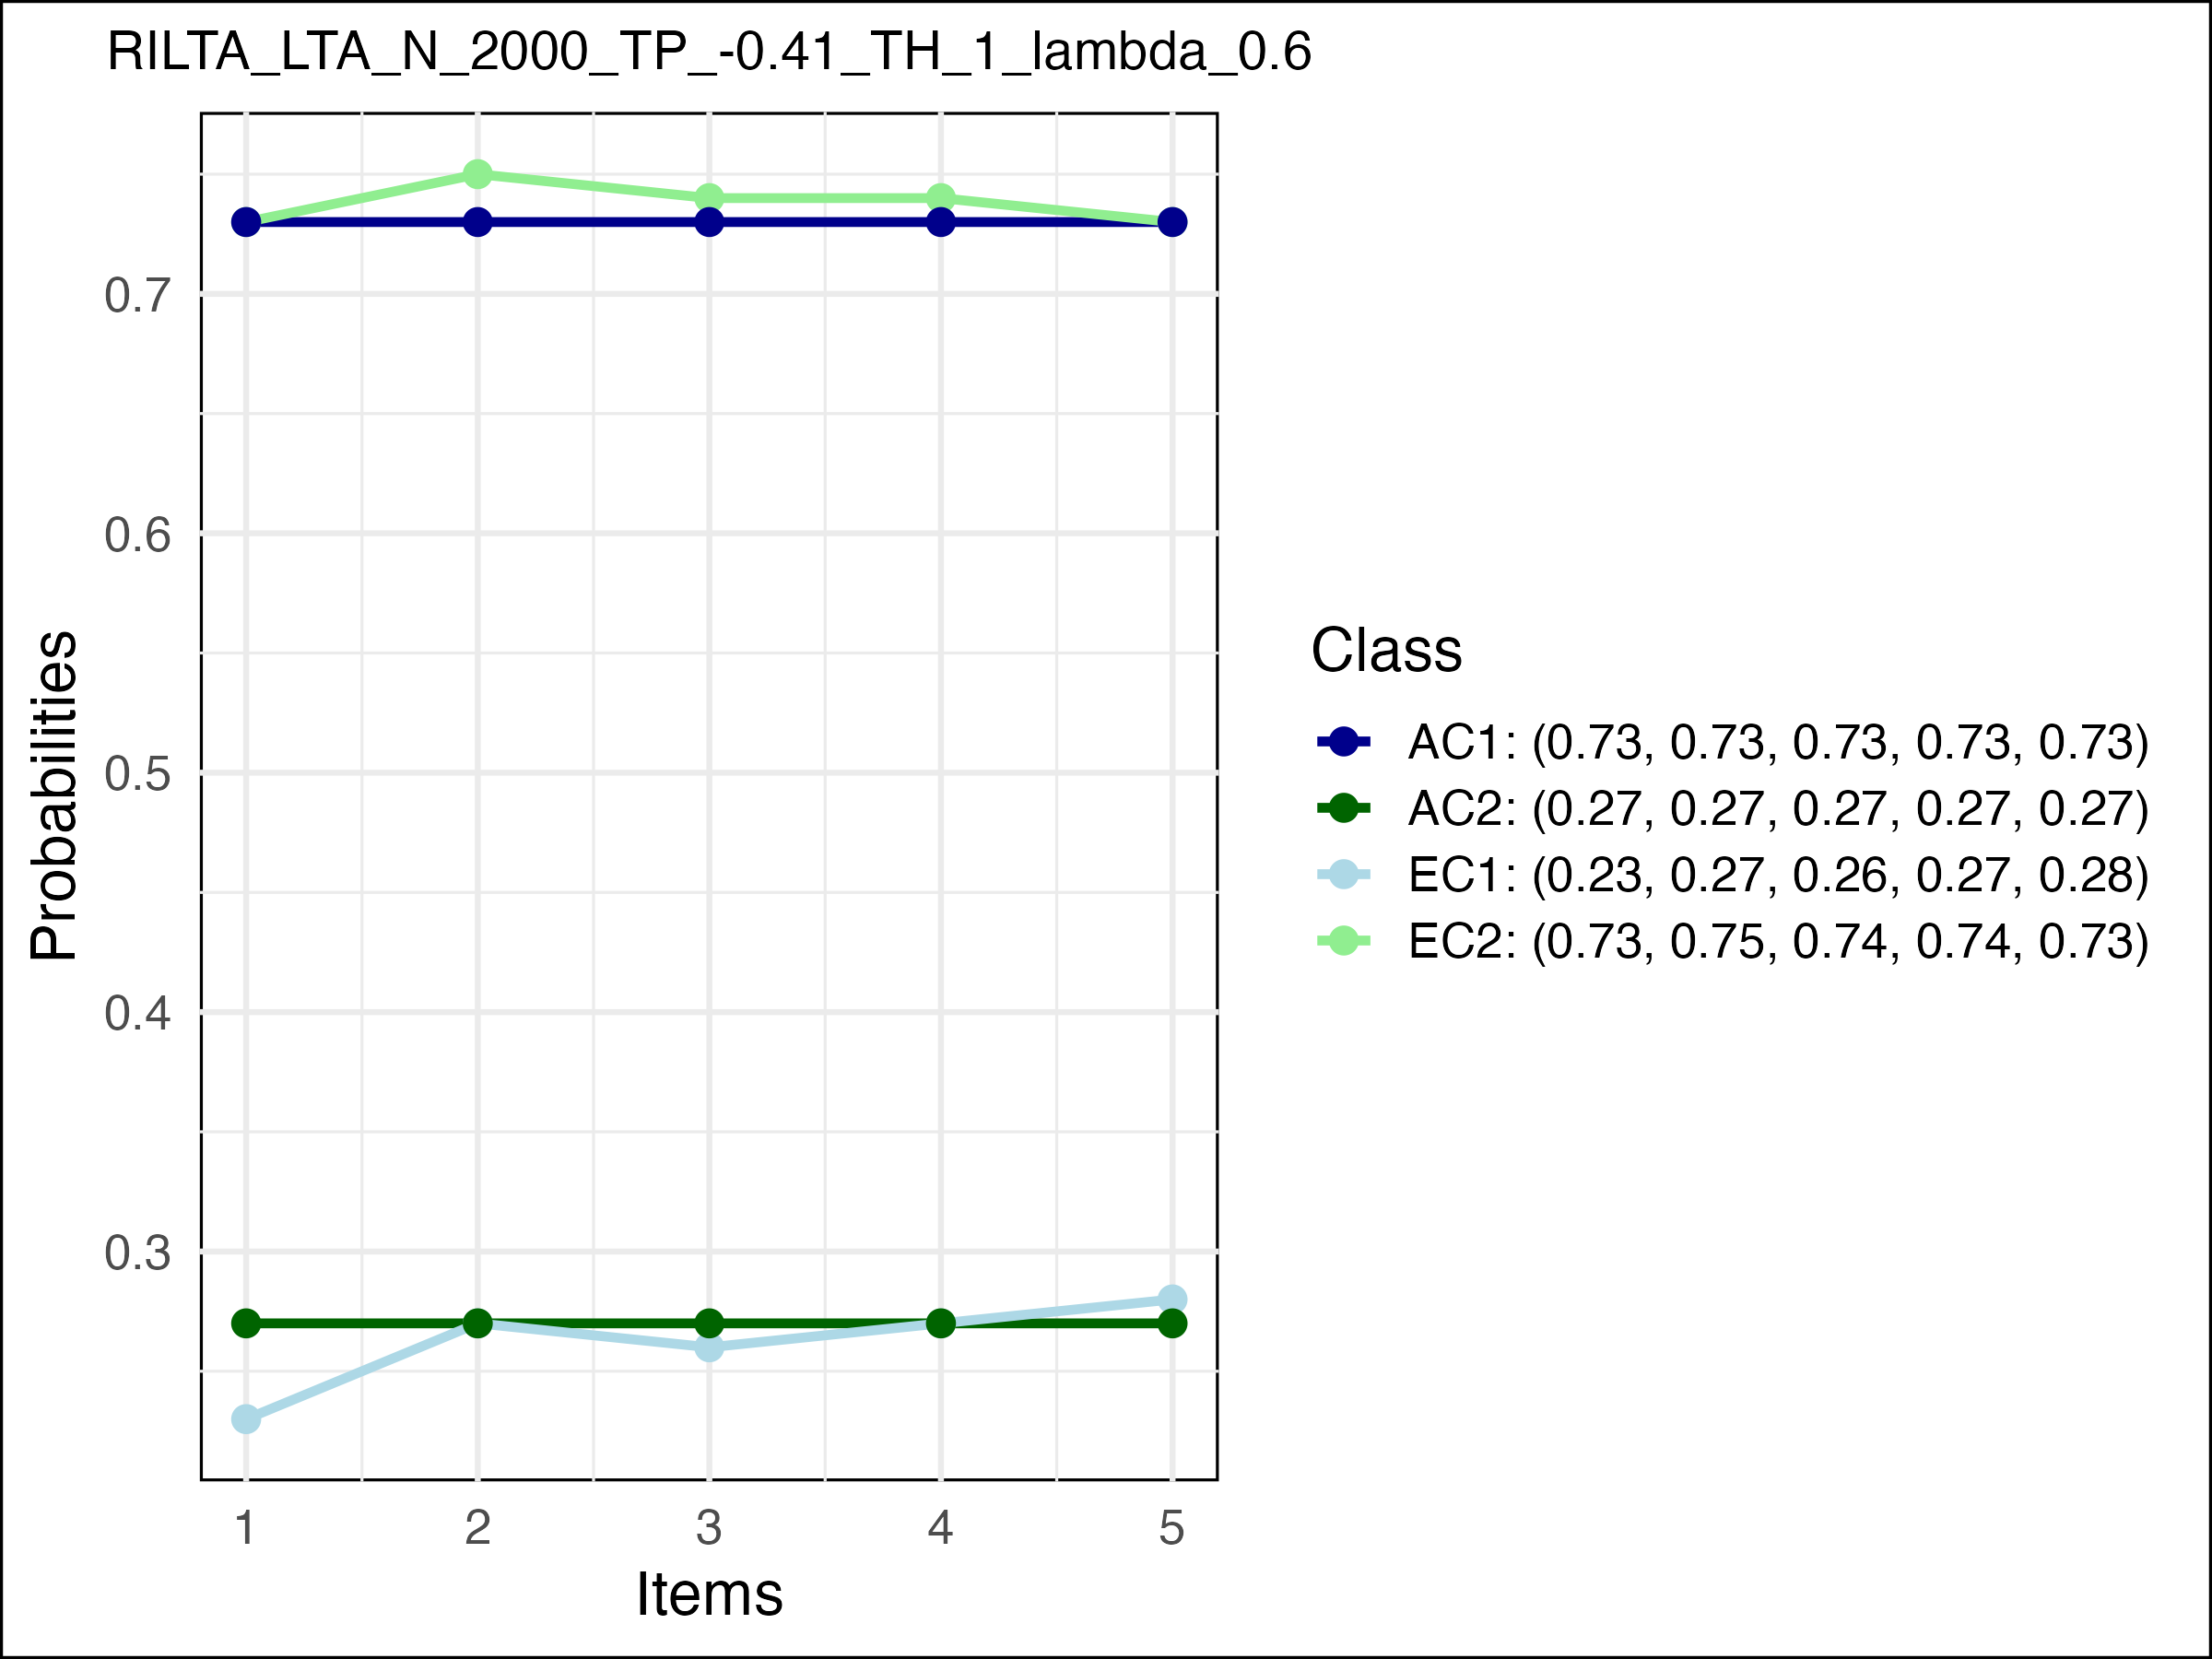 RILTA_LTA_N_2000_TP_-0.41_TH_1_lambda_0.6
Probabilities
0.7
0.6
0.5
0.4
0.3
1 2 3 4 5
Items
Class
AC1: (0.73, 0.73, 0.73, 0.73, 0.73)
AC2: (0.27, 0.27, 0.27, 0.27, 0.27)
EC1: (0.23, 0.27, 0.26, 0.27, 0.28)
EC2: (0.73, 0.75, 0.74, 0.74, 0.73)